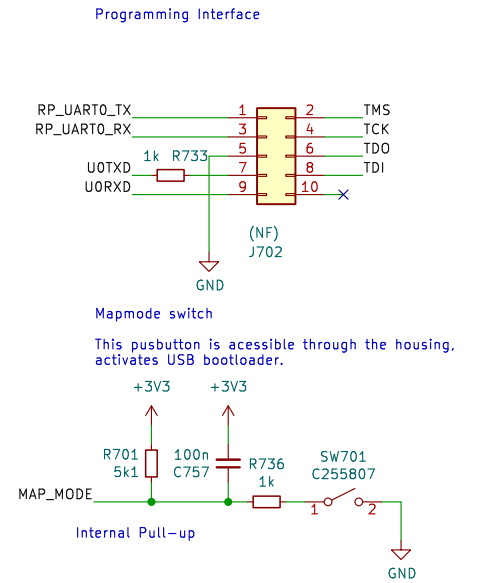 Programming Interface
RP_UART0_TX 1 2 TMS
RP_UART0_RX 3 4 TCK
5 6 TDO
1k R733
U0TXD 7 8 TDI
U0RXD 9 10
(NF)
J702
GND
Mapmode switch
This pusbutton is acessible through the housing,
activates USB bootloader.
+3V3 +3V3
R701 100n R736 SW701
5k1 C757 1k C255807
MAP_MODE 1 2
Internal Pull-up
GND